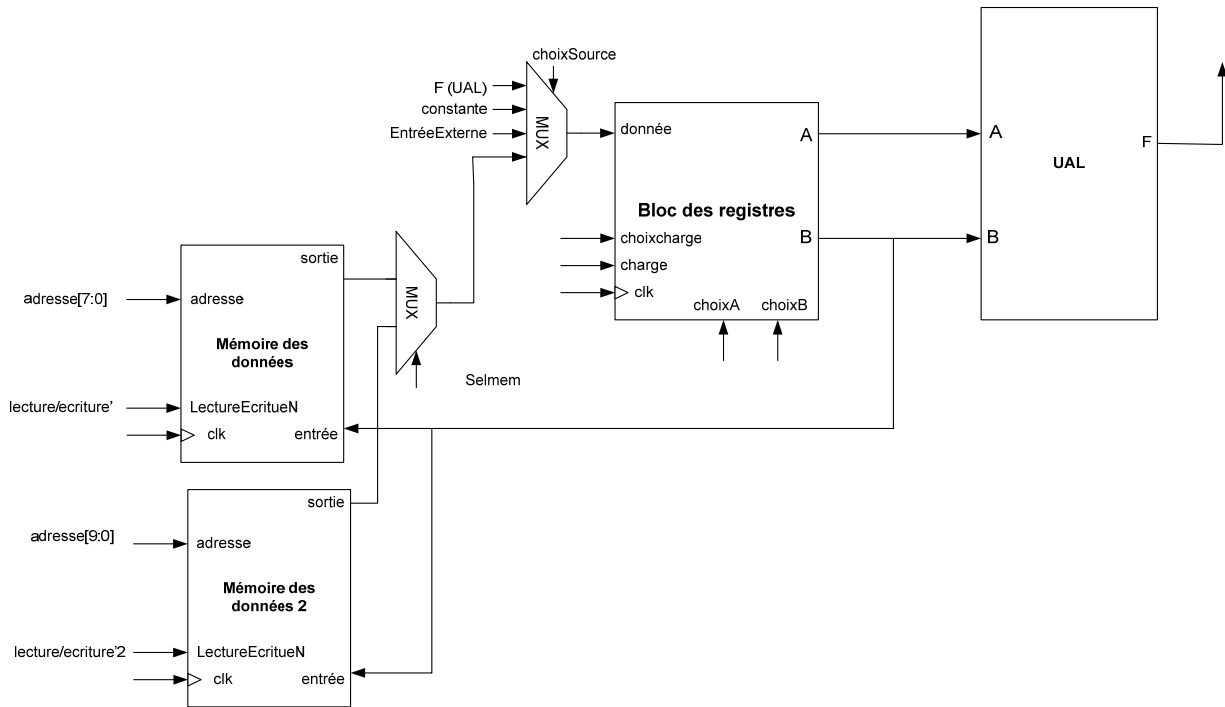 choixSource
F (UAL)
constante
EntréeExterne
MUX
donnée
A
Bloc des registres
choixcharge
B
charge
clk
choixA
choixB
A
UAL
F
B
sortie
adresse[7:0]
adresse
Mémoire des
données
lecture/ecriture'
LectureEcritueN
clk
entrée
MUX
Selmem
sortie
adresse[9:0]
adresse
Mémoire des
données 2
lecture/ecriture'2
LectureEcritueN
clk
entrée